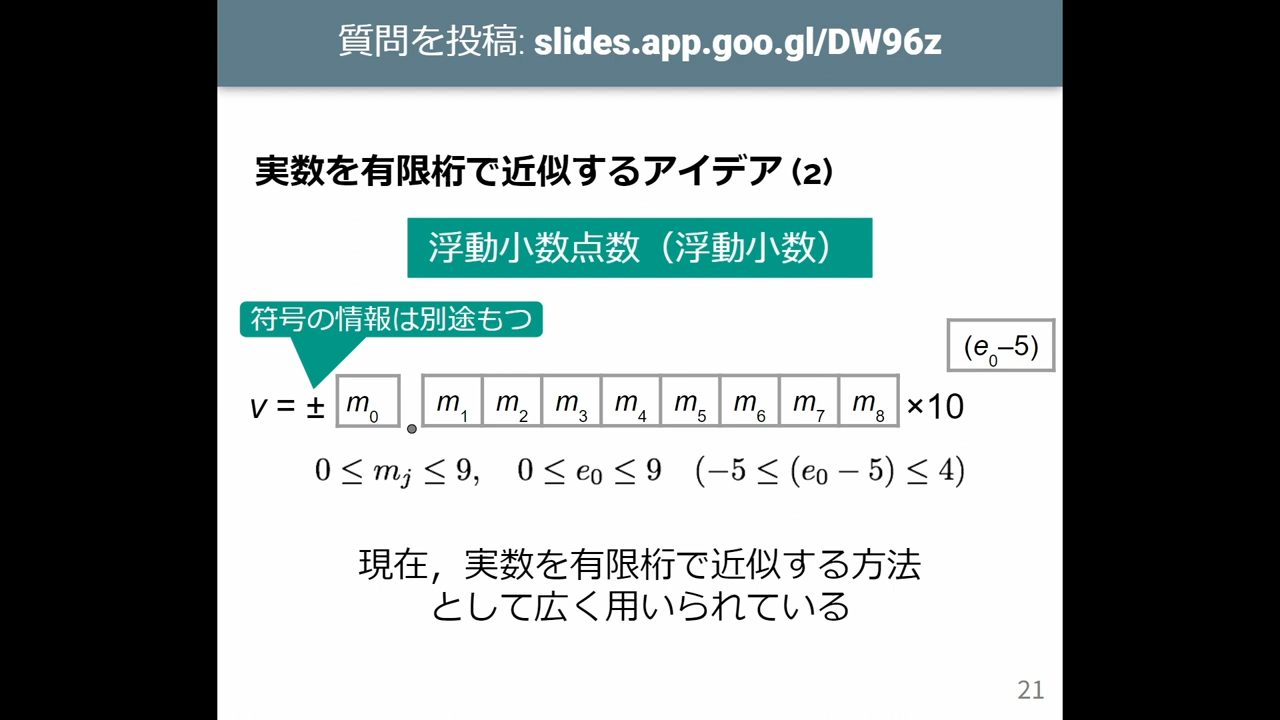 質問を投稿: slides.app.goo.gl/DW96z
実数を有限桁で近似するアイデア (2)
浮動小数点数（浮動小数）
符号の情報は別途もつ
(e₀–5)
v = ± m₀ . m₁ m₂ m₃ m₄ m₅ m₆ m₇ m₈ ×10
0 ≤ mⱼ ≤ 9, 0 ≤ e₀ ≤ 9 (−5 ≤ (e₀ − 5) ≤ 4)
現在，実数を有限桁で近似する方法
として広く用いられている
21